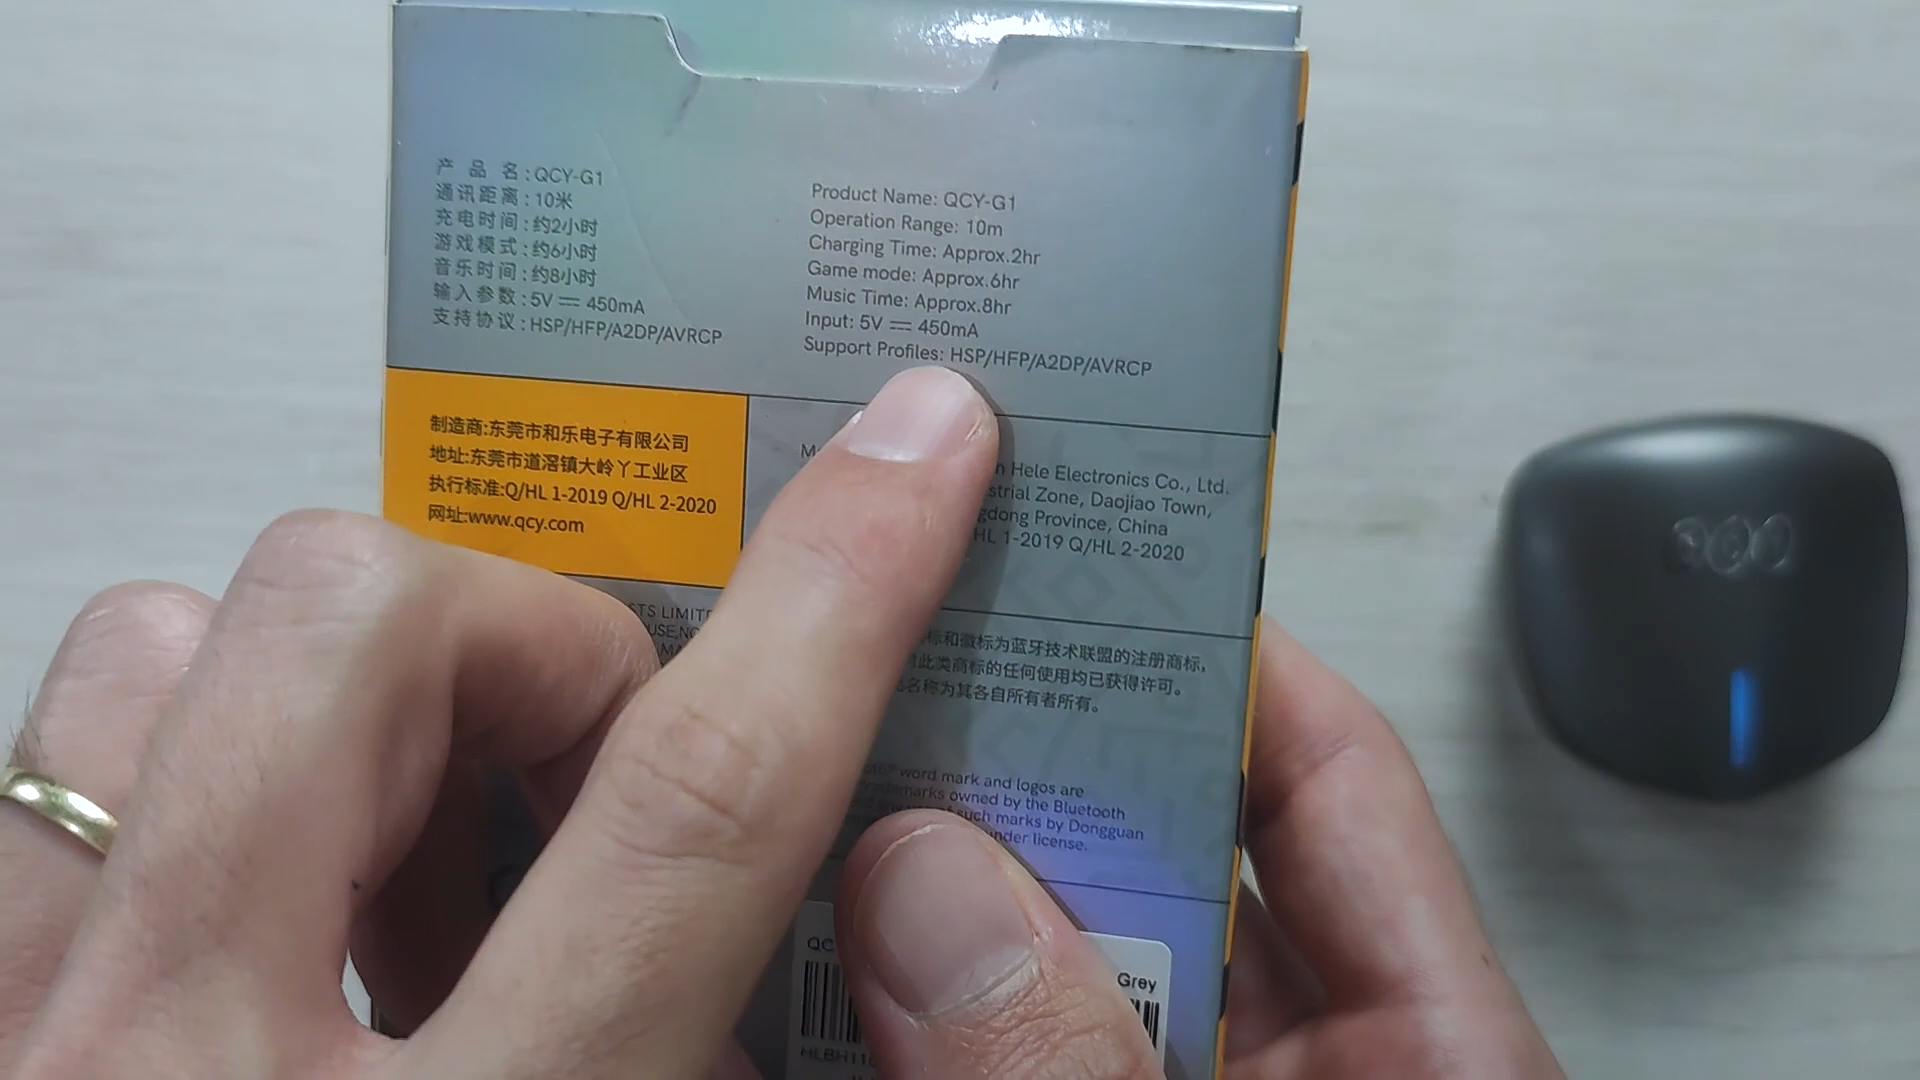 产品名:QCY-G1
通讯距离:10米
充电时间:约2小时
游戏模式:约6小时
音乐时间:约8小时
输入参数:5V ⎓ 450mA
支持协议:HSP/HFP/A2DP/AVRCP
Product Name: QCY-G1
Operation Range: 10m
Charging Time: Approx.2hr
Game mode: Approx.6hr
Music Time: Approx.8hr
Input: 5V ⎓ 450mA
Support Profiles: HSP/HFP/A2DP/AVRCP
制造商:东莞市和乐电子有限公司
地址:东莞市道滘镇大岭丫工业区
执行标准:Q/HL 1-2019 Q/HL 2-2020
网址:www.qcy.com
Hele Electronics Co., Ltd.
Zone, Daojiao Town,
Province, China
1-2019 Q/HL 2-2020
标和徽标为蓝牙技术联盟的注册商标,
此类商标的任何使用均已获得许可。
名称为其各自所有者所有。
word mark and logos are
owned by the Bluetooth
such marks by Dongguan
under license.
Grey